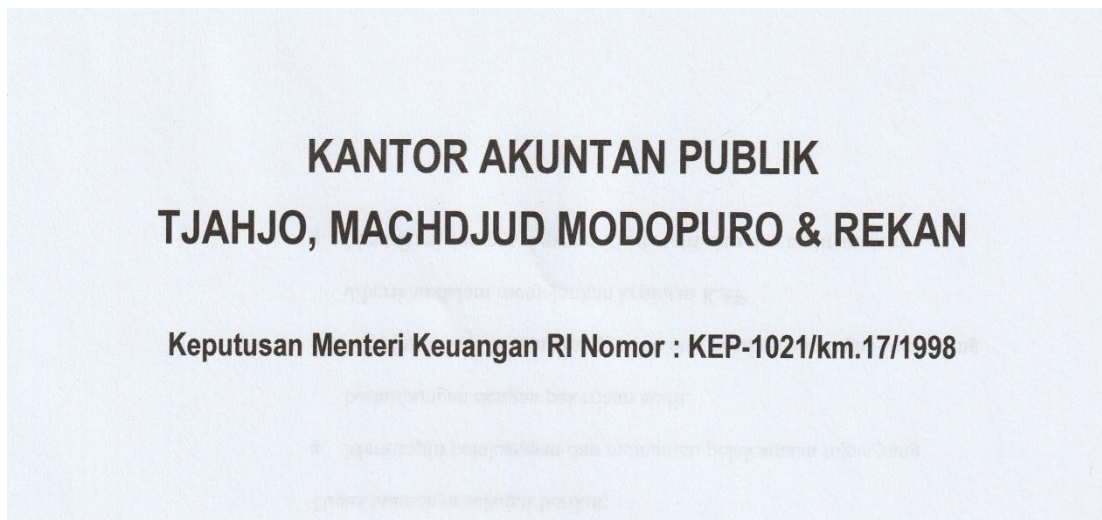 KANTOR AKUNTAN PUBLIK
TJAHJO, MACHDJUD MODOPURO & REKAN
Keputusan Menteri Keuangan RI Nomor : KEP-1021/km.17/1998